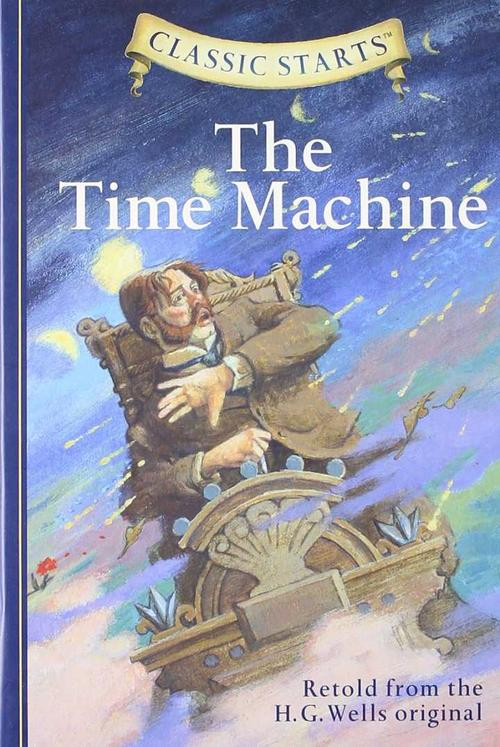 CLASSIC STARTS™
The
Time Machine
Retold from the
H.G. Wells original